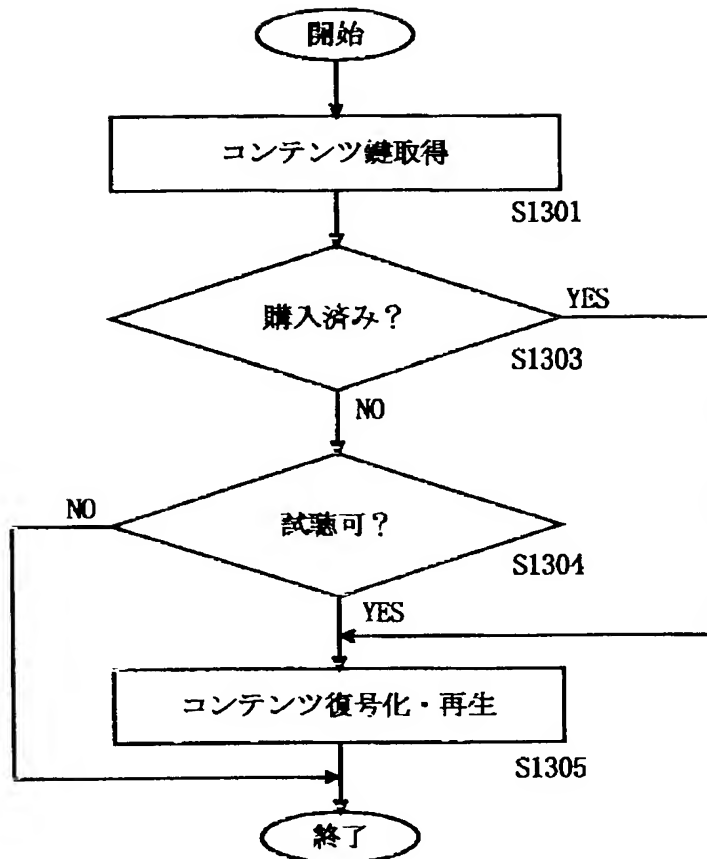 開始
コンテンツ鍵取得
S1301
購入済み？
YES
S1303
NO
試聴可？
NO
S1304
YES
コンテンツ復号化・再生
S1305
終了